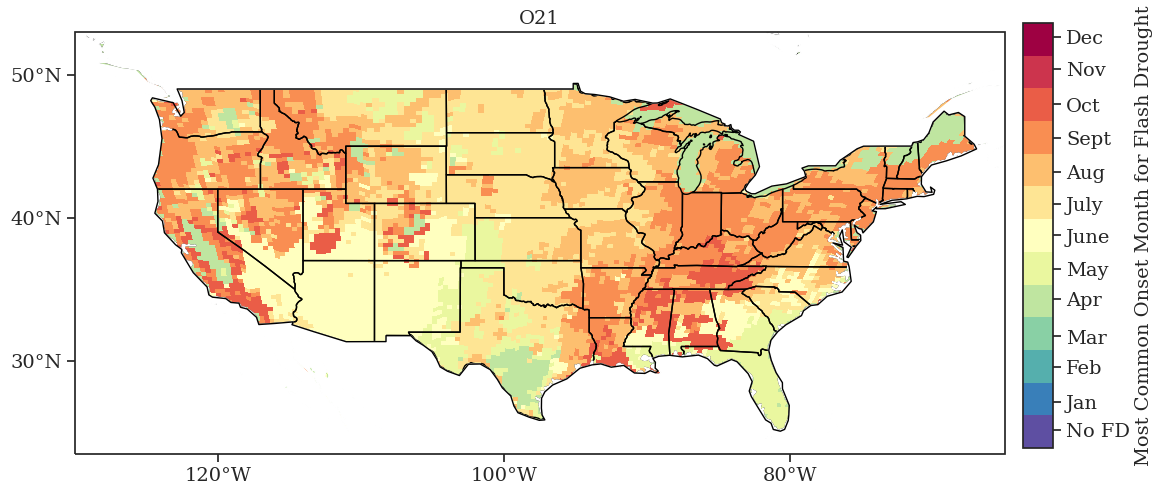 O21
50°N
40°N
30°N
120°W
100°W
80°W
Dec
Nov
Oct
Sept
Aug
July
June
May
Apr
Mar
Feb
Jan
No FD
Most Common Onset Month for Flash Drought